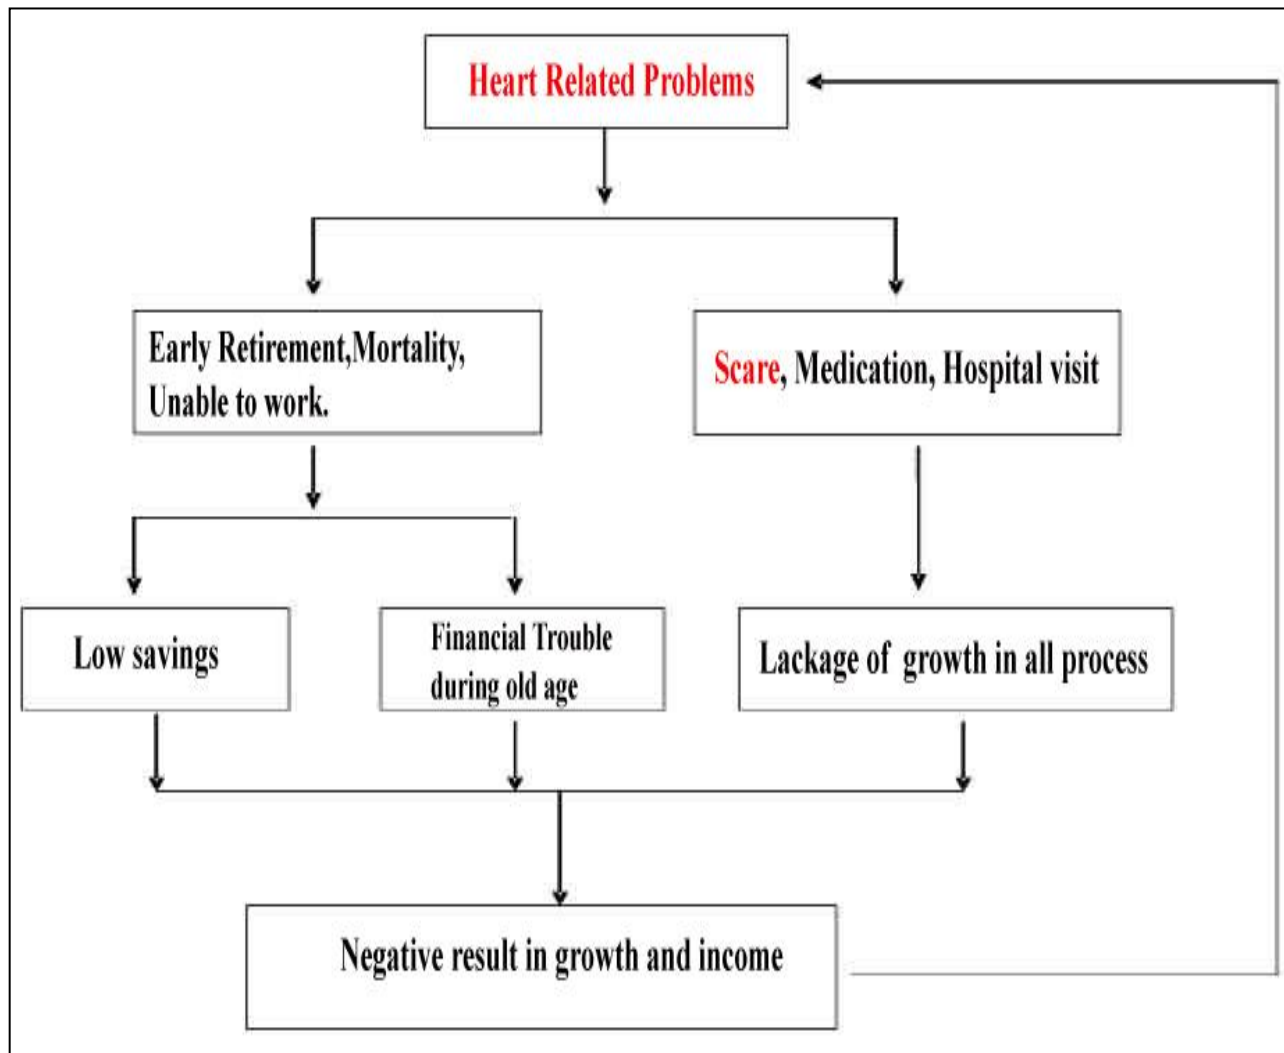 Heart Related Problems
Early Retirement,Mortality,
Unable to work.
Scare, Medication, Hospital visit
Low savings
Financial Trouble
during old age
Lackage of growth in all process
Negative result in growth and income